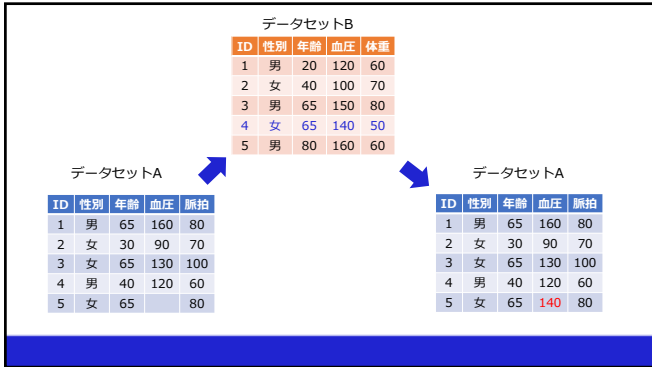 データセットB
ID 性別 年齢 血圧 体重
1 男 20 120 60
2 女 40 100 70
3 男 65 150 80
4 女 65 140 50
5 男 80 160 60
データセットA
ID 性別 年齢 血圧 脈拍
1 男 65 160 80
2 女 30 90 70
3 女 65 130 100
4 男 40 120 60
5 女 65 80
データセットA
ID 性別 年齢 血圧 脈拍
1 男 65 160 80
2 女 30 90 70
3 女 65 130 100
4 男 40 120 60
5 女 65 140 80